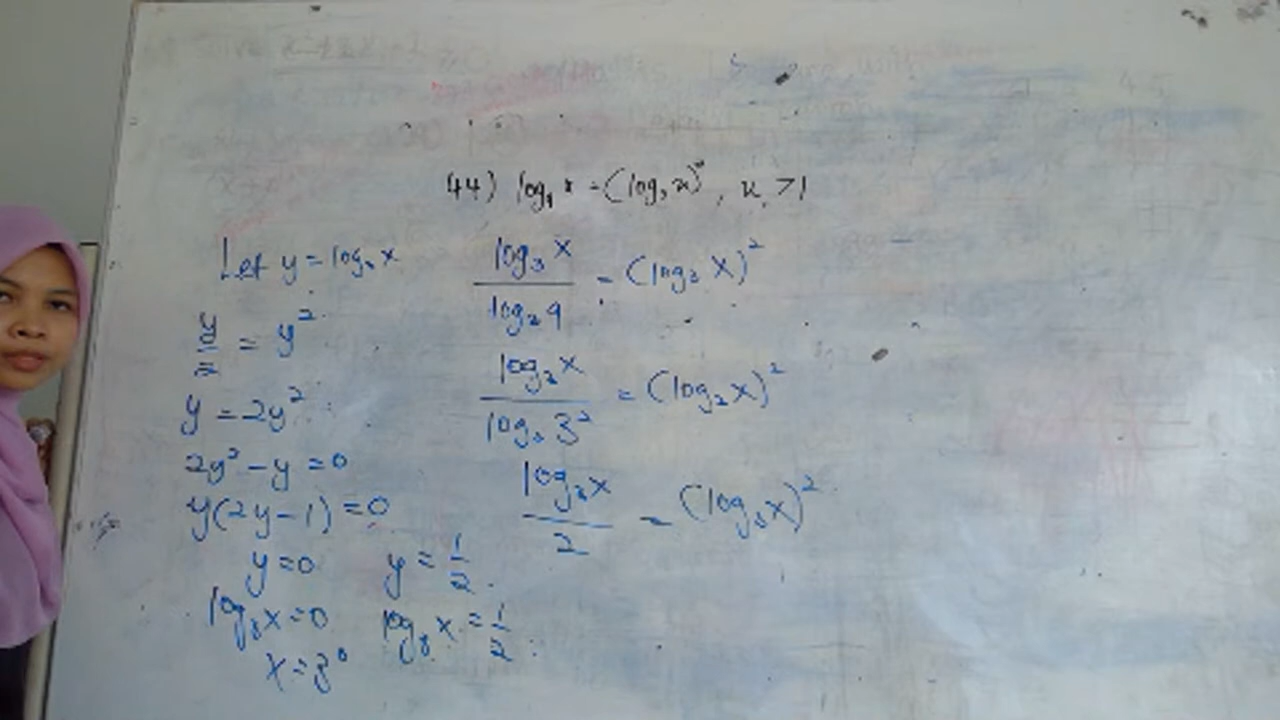 44) log₉ x = (log₃ x)², x > 1
Let y = log₃ x
y/2 = y²
y = 2y²
2y² - y = 0
y(2y - 1) = 0
y = 0 y = 1/2
log₃ x = 0 log₃ x = 1/2
x = 3⁰
log₃ x / log₃ 9 = (log₃ x)²
log₃ x / log₃ 3² = (log₃ x)²
log₃ x / 2 = (log₃ x)²